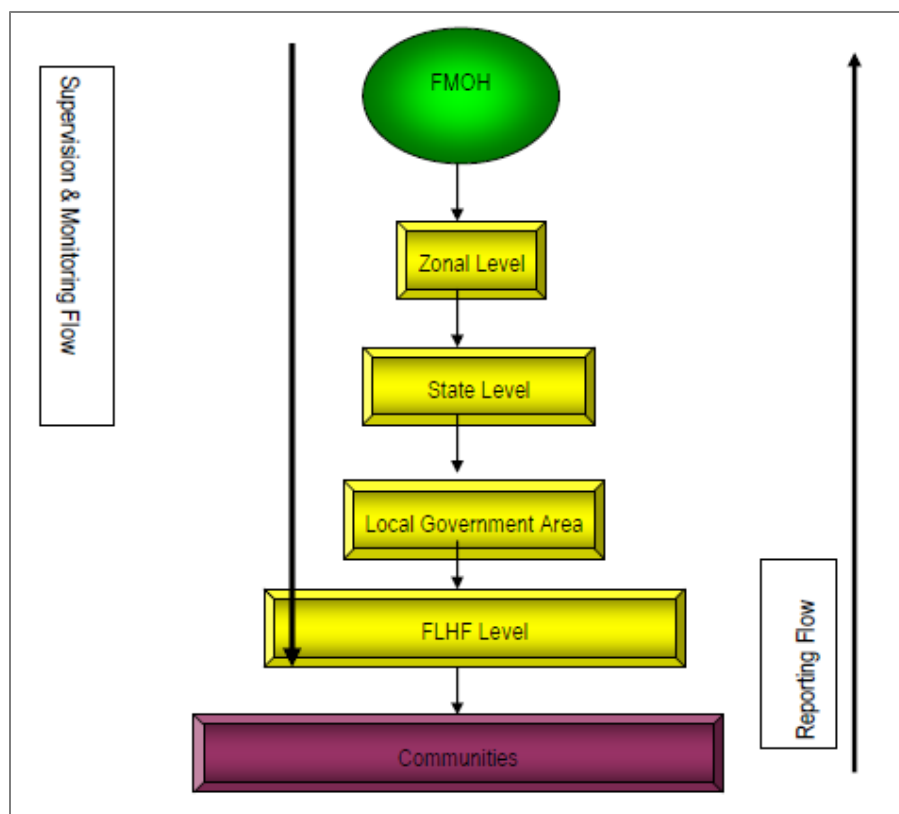 FMOH
Supervision & Monitoring Flow
Zonal Level
State Level
Local Government Area
FLHF Level
Reporting Flow
Communities